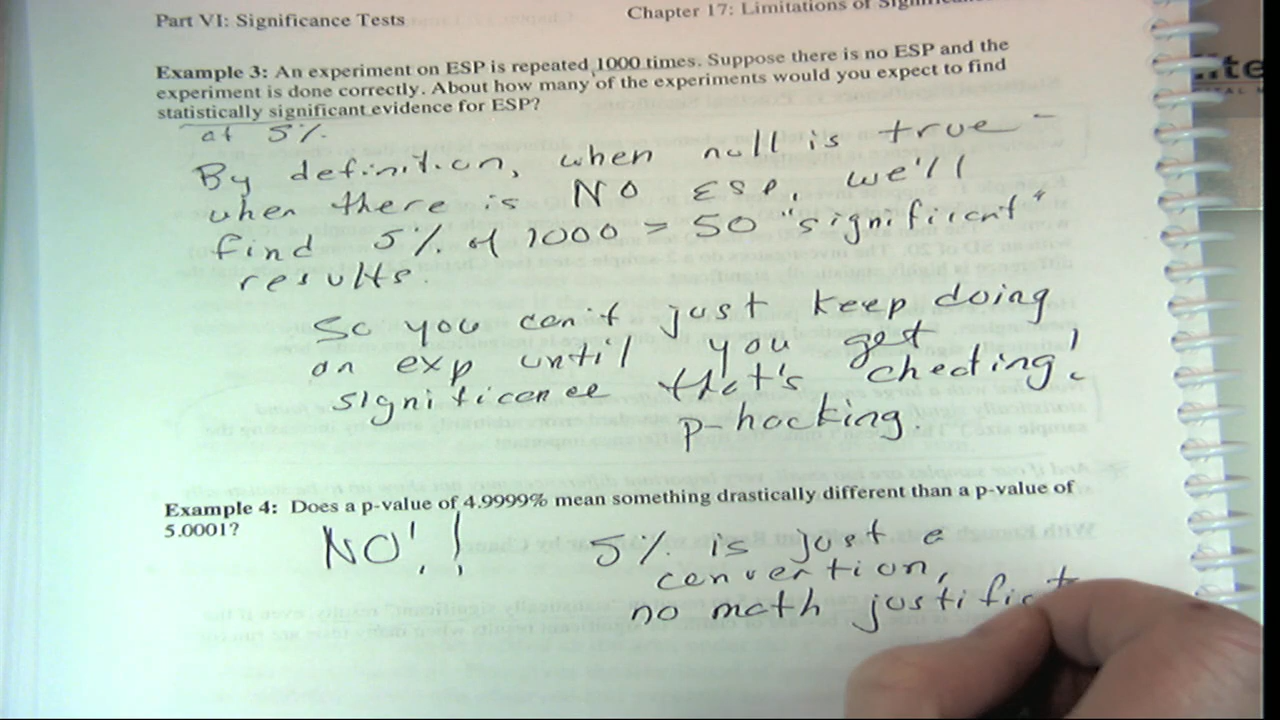 Part VI: Significance Tests
Chapter 17: Limitations of
Example 3: An experiment on ESP is repeated 1000 times. Suppose there is no ESP and the
experiment is done correctly. About how many of the experiments would you expect to find
statistically significant evidence for ESP?
at 5%.
By definition, when null is true -
when there is NO ESP, we'll
find 5% of 1000 = 50 "significant"
results.
So you can't just keep doing
an exp until you get
significance that's cheating!
p-hacking.
Example 4: Does a p-value of 4.9999% mean something drastically different than a p-value of
5.0001?
NO!! 5% is just a
convention,
no math